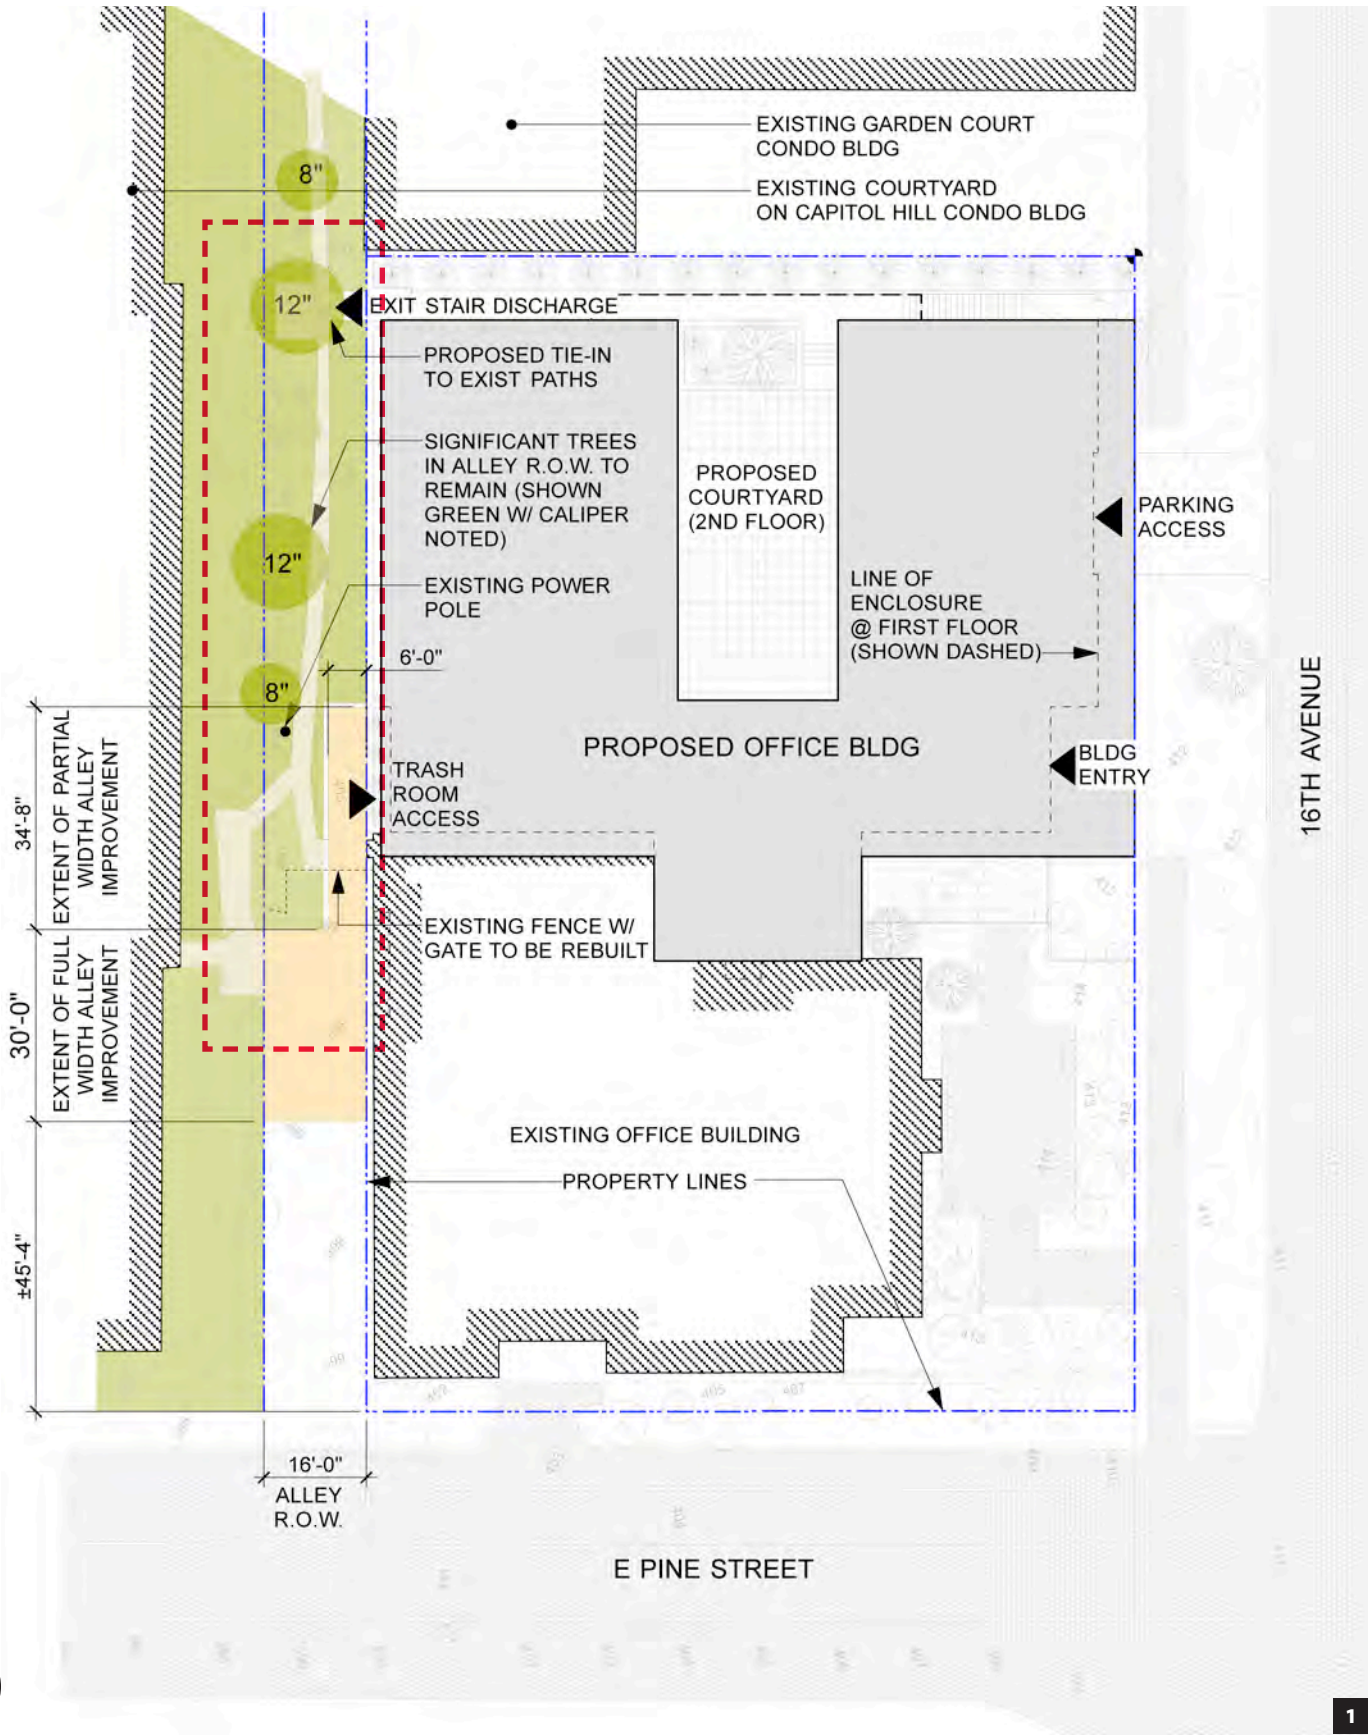 EXISTING GARDEN COURT
CONDO BLDG
EXISTING COURTYARD
ON CAPITOL HILL CONDO BLDG
8"
12"
EXIT STAIR DISCHARGE
PROPOSED TIE-IN
TO EXIST PATHS
SIGNIFICANT TREES
IN ALLEY R.O.W. TO
REMAIN (SHOWN
GREEN W/ CALIPER
NOTED)
PROPOSED
COURTYARD
(2ND FLOOR)
PARKING
ACCESS
12"
EXISTING POWER
POLE
LINE OF
ENCLOSURE
@ FIRST FLOOR
(SHOWN DASHED)
6'-0"
8"
16TH AVENUE
34'-8"
EXTENT OF PARTIAL
WIDTH ALLEY
IMPROVEMENT
PROPOSED OFFICE BLDG
BLDG
ENTRY
TRASH
ROOM
ACCESS
EXISTING FENCE W/
GATE TO BE REBUILT
30'-0"
EXTENT OF FULL
WIDTH ALLEY
IMPROVEMENT
EXISTING OFFICE BUILDING
PROPERTY LINES
±45'-4"
16'-0"
ALLEY
R.O.W.
E PINE STREET
1